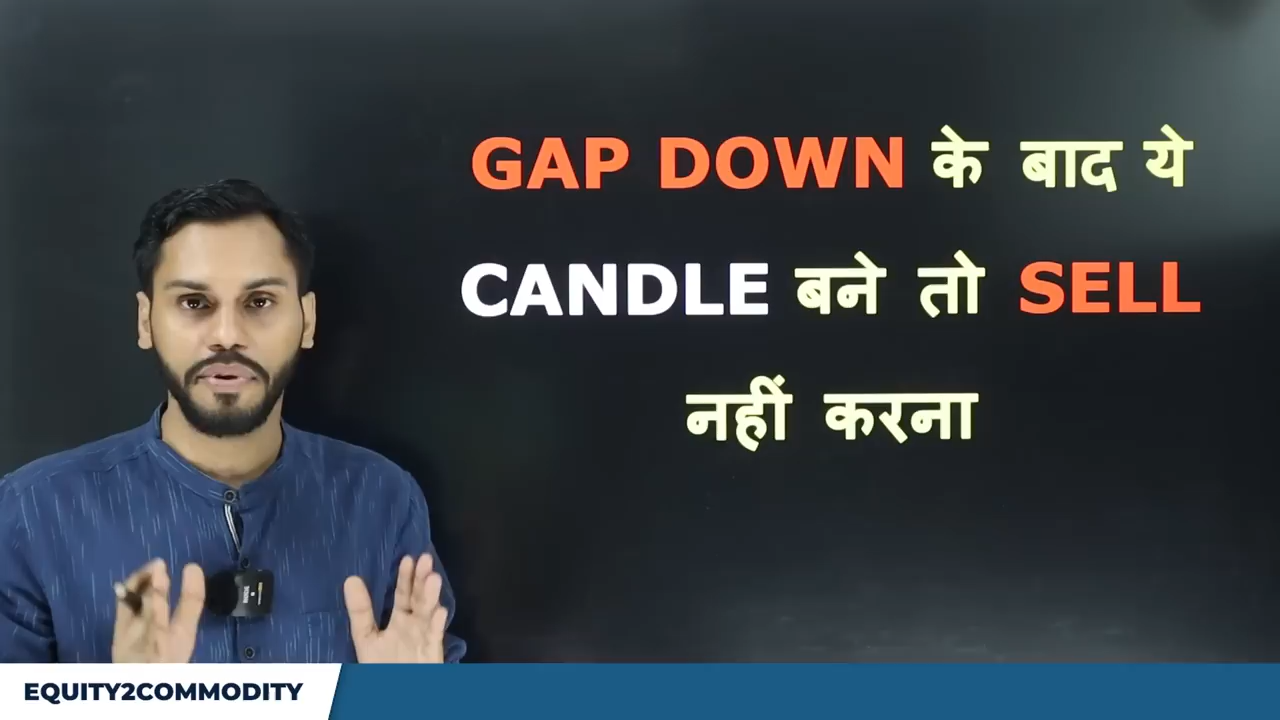 GAP DOWN के बाद ये
CANDLE बने तो SELL
नहीं करना
EQUITY2COMMODITY